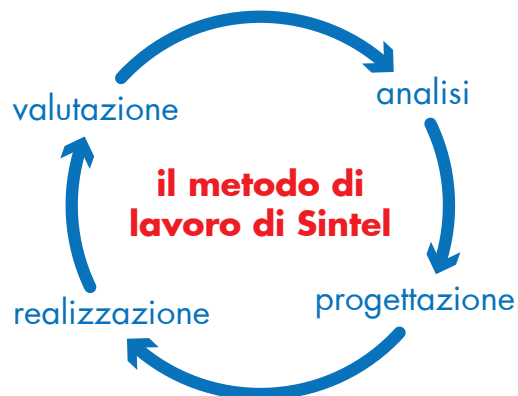 valutazione
analisi
il metodo di
lavoro di Sintel
realizzazione
progettazione